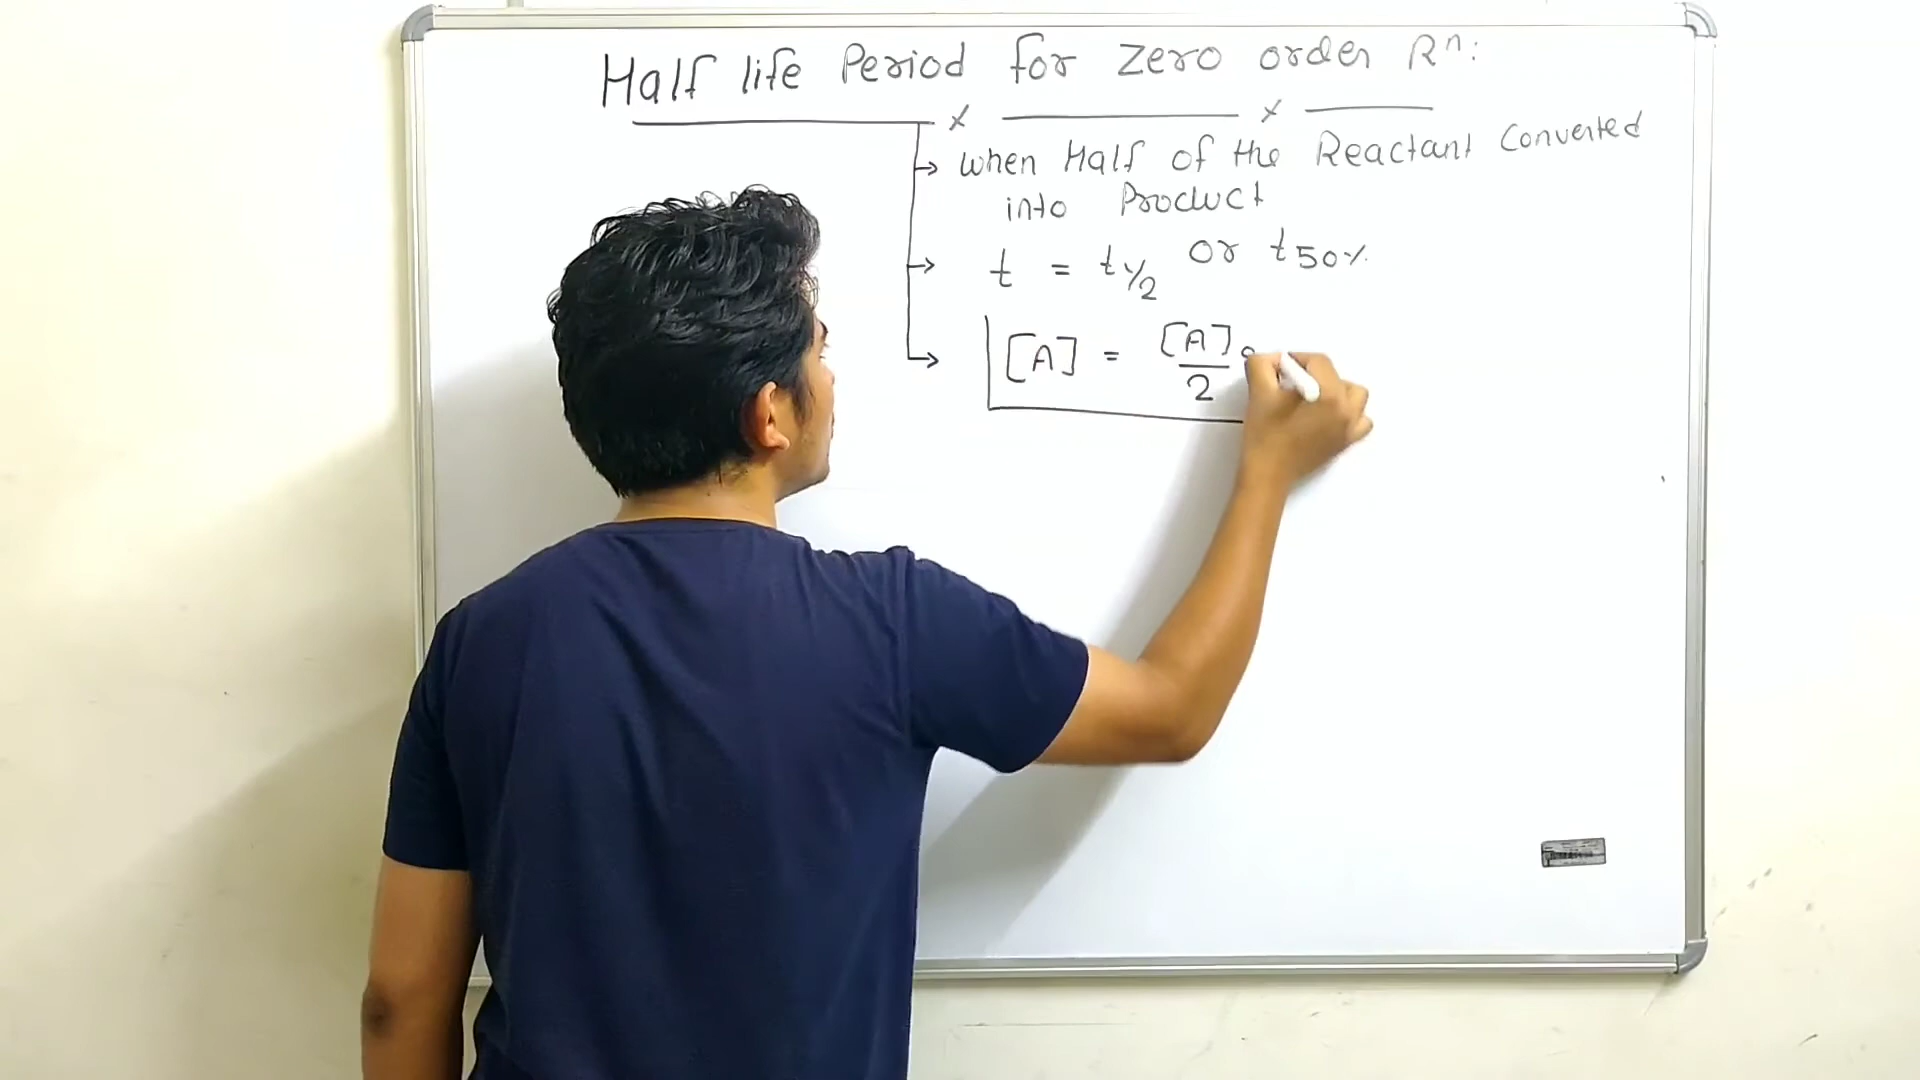 Half life Period for zero order Rⁿ:
when Half of the Reactant Converted
into Product
t = t1/2 or t50%
[A] = [A]₀/2